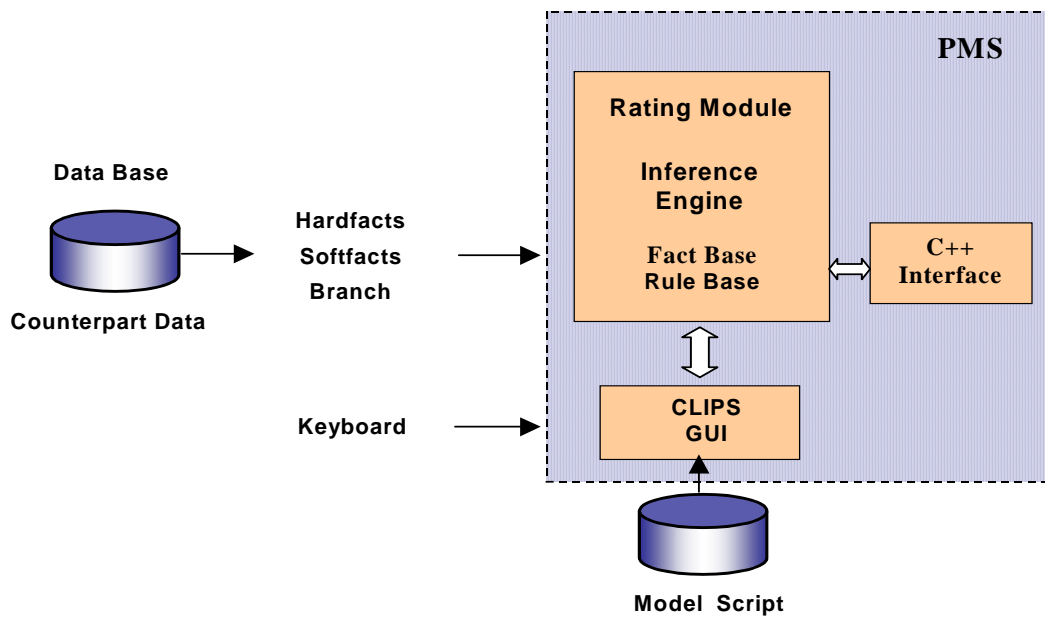 PMS
Rating Module
Inference
Engine
Fact Base
Rule Base
C++
Interface
Data Base
Counterpart Data
Hardfacts
Softfacts
Branch
Keyboard
CLIPS
GUI
Model Script